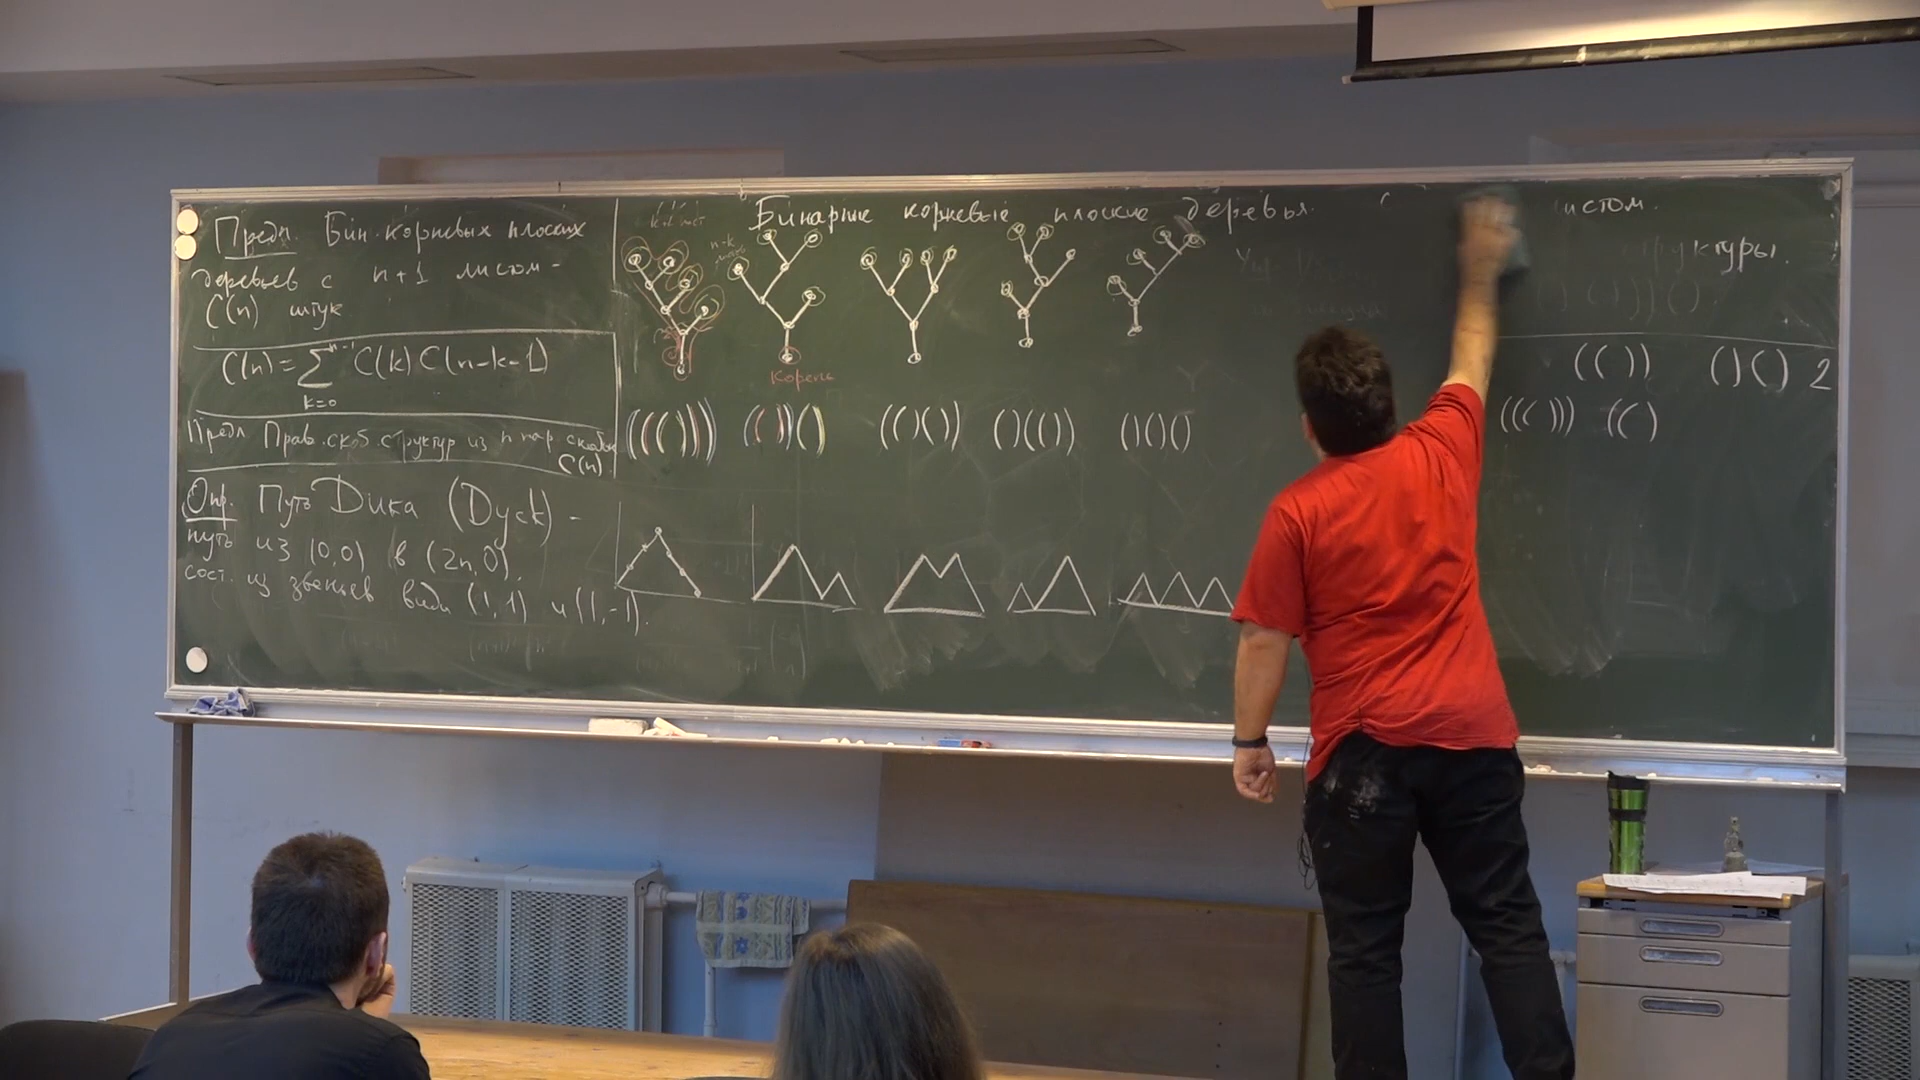 Предл. Бин. корневых плоских
деревьев с n+1 листом -
C(n) штук
C(n) = ∑ C(k) C(n-k-1)
k=0
n-1
Предл. Прав. скоб. структур из n пар скобок
C(n).
Опр. Путь Дика (Dyck) -
путь из (0,0) в (2n,0),
сост. из звеньев вида (1,1) и (1,-1).
Бинарные корневые плоские деревья. листом.
n-k
структуры.
корень
(()) ()() 2
((())) (()
((())) (())() (()()) ()(()) ()()()